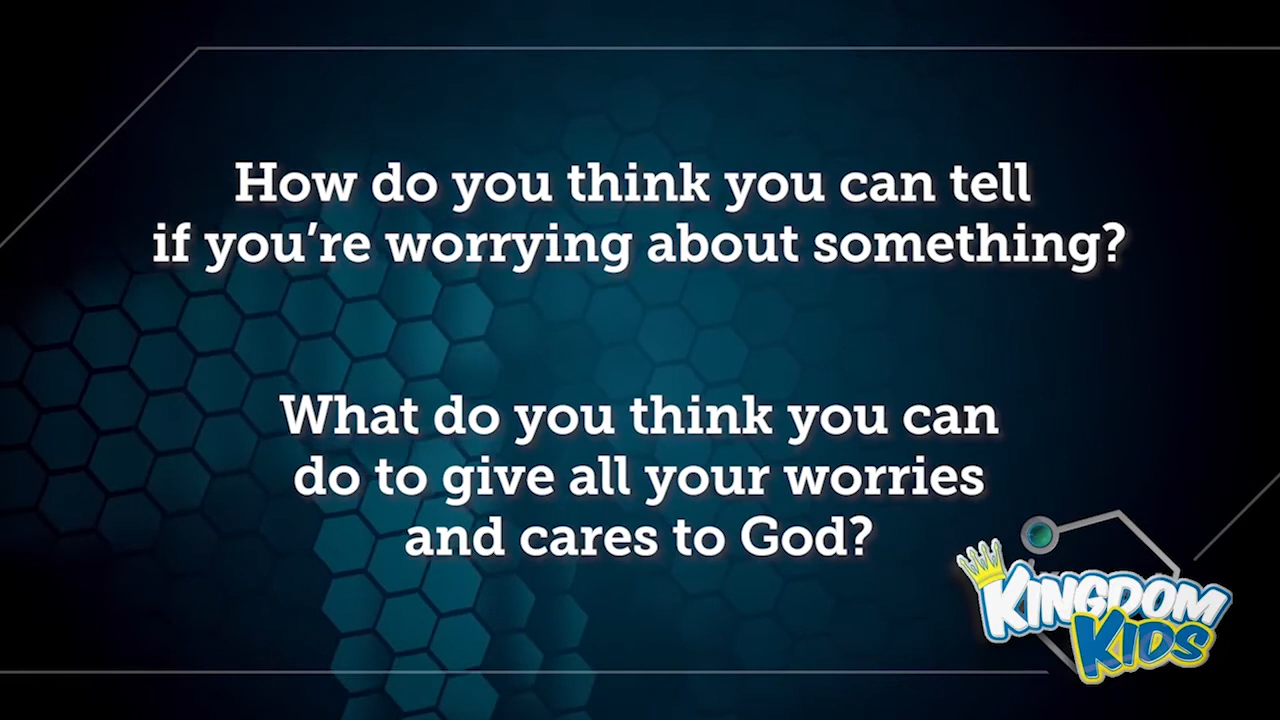 How do you think you can tell
if you’re worrying about something?
What do you think you can
do to give all your worries
and cares to God?
KINGDOM
KIDS